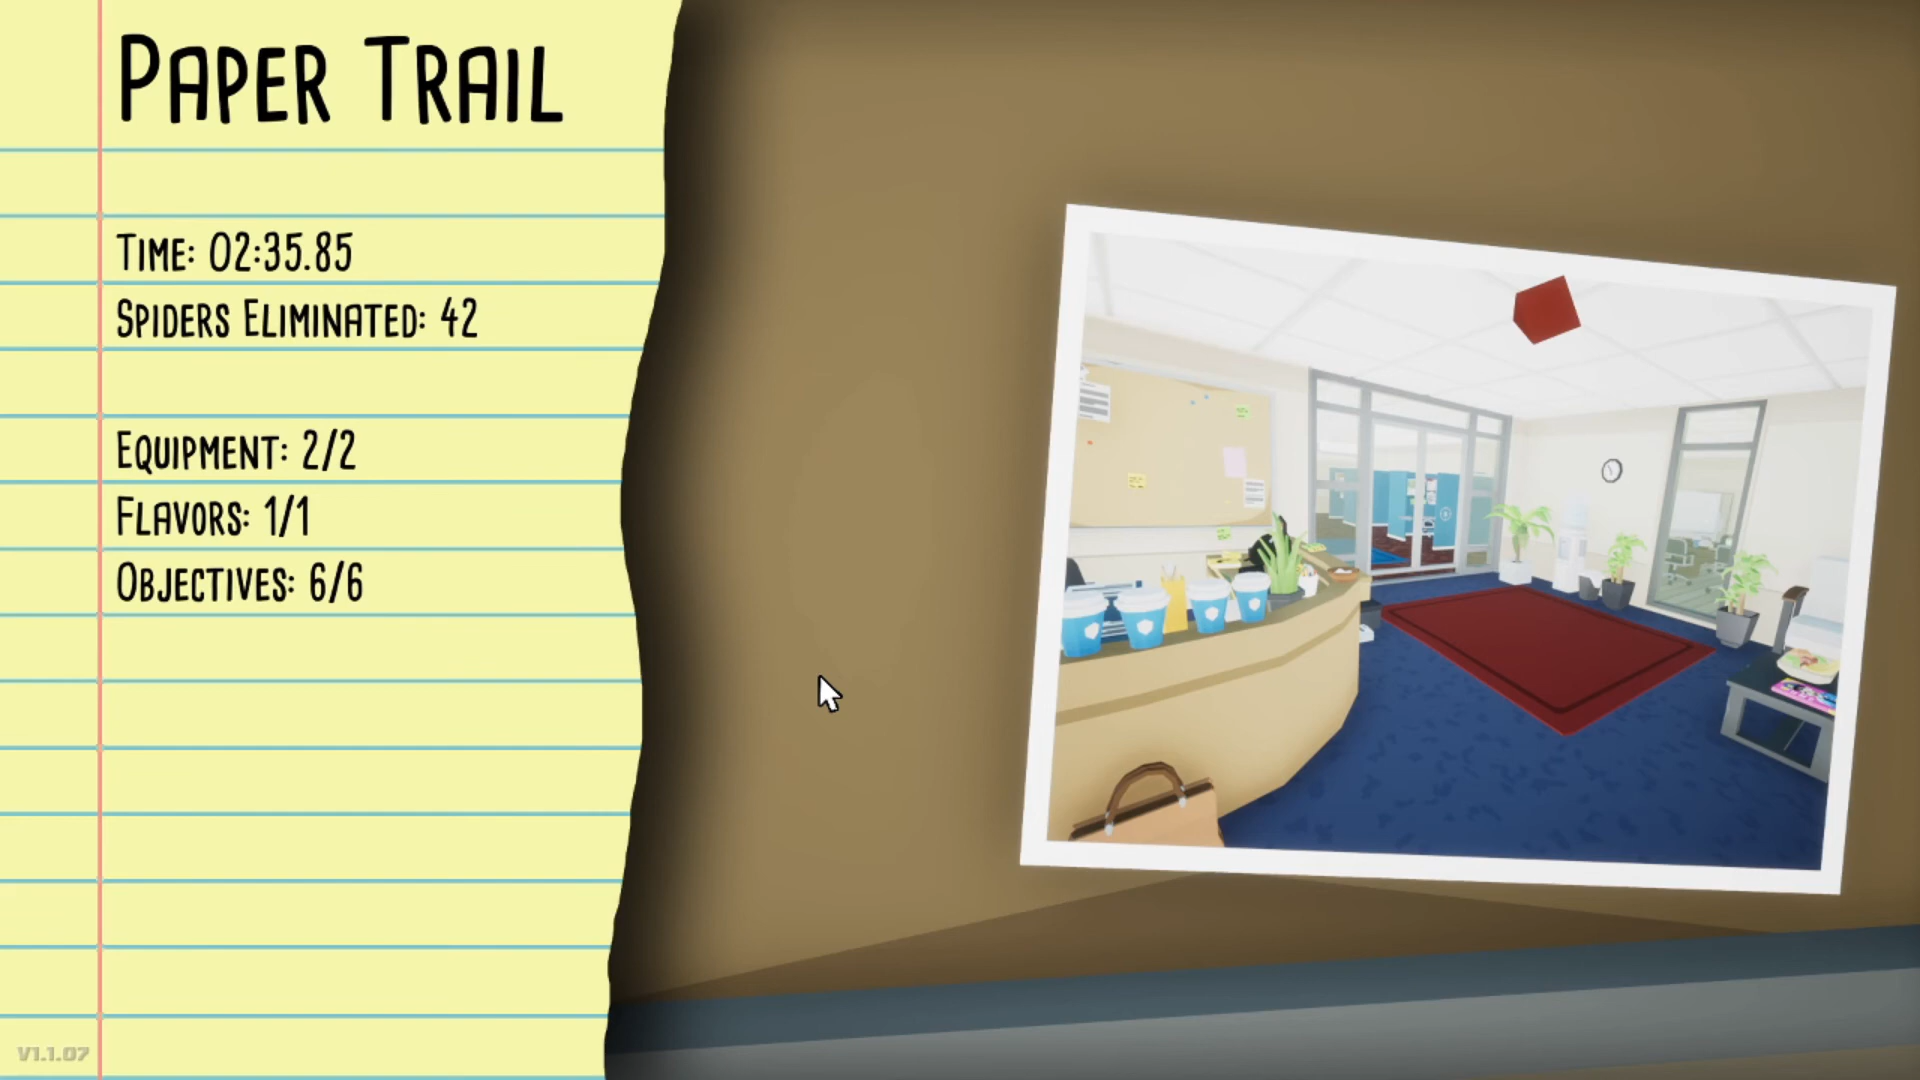 PAPER TRAIL
TIME: 02:35.85
SPIDERS ELIMINATED: 42
EQUIPMENT: 2/2
FLAVORS: 1/1
OBJECTIVES: 6/6
V1.1.07